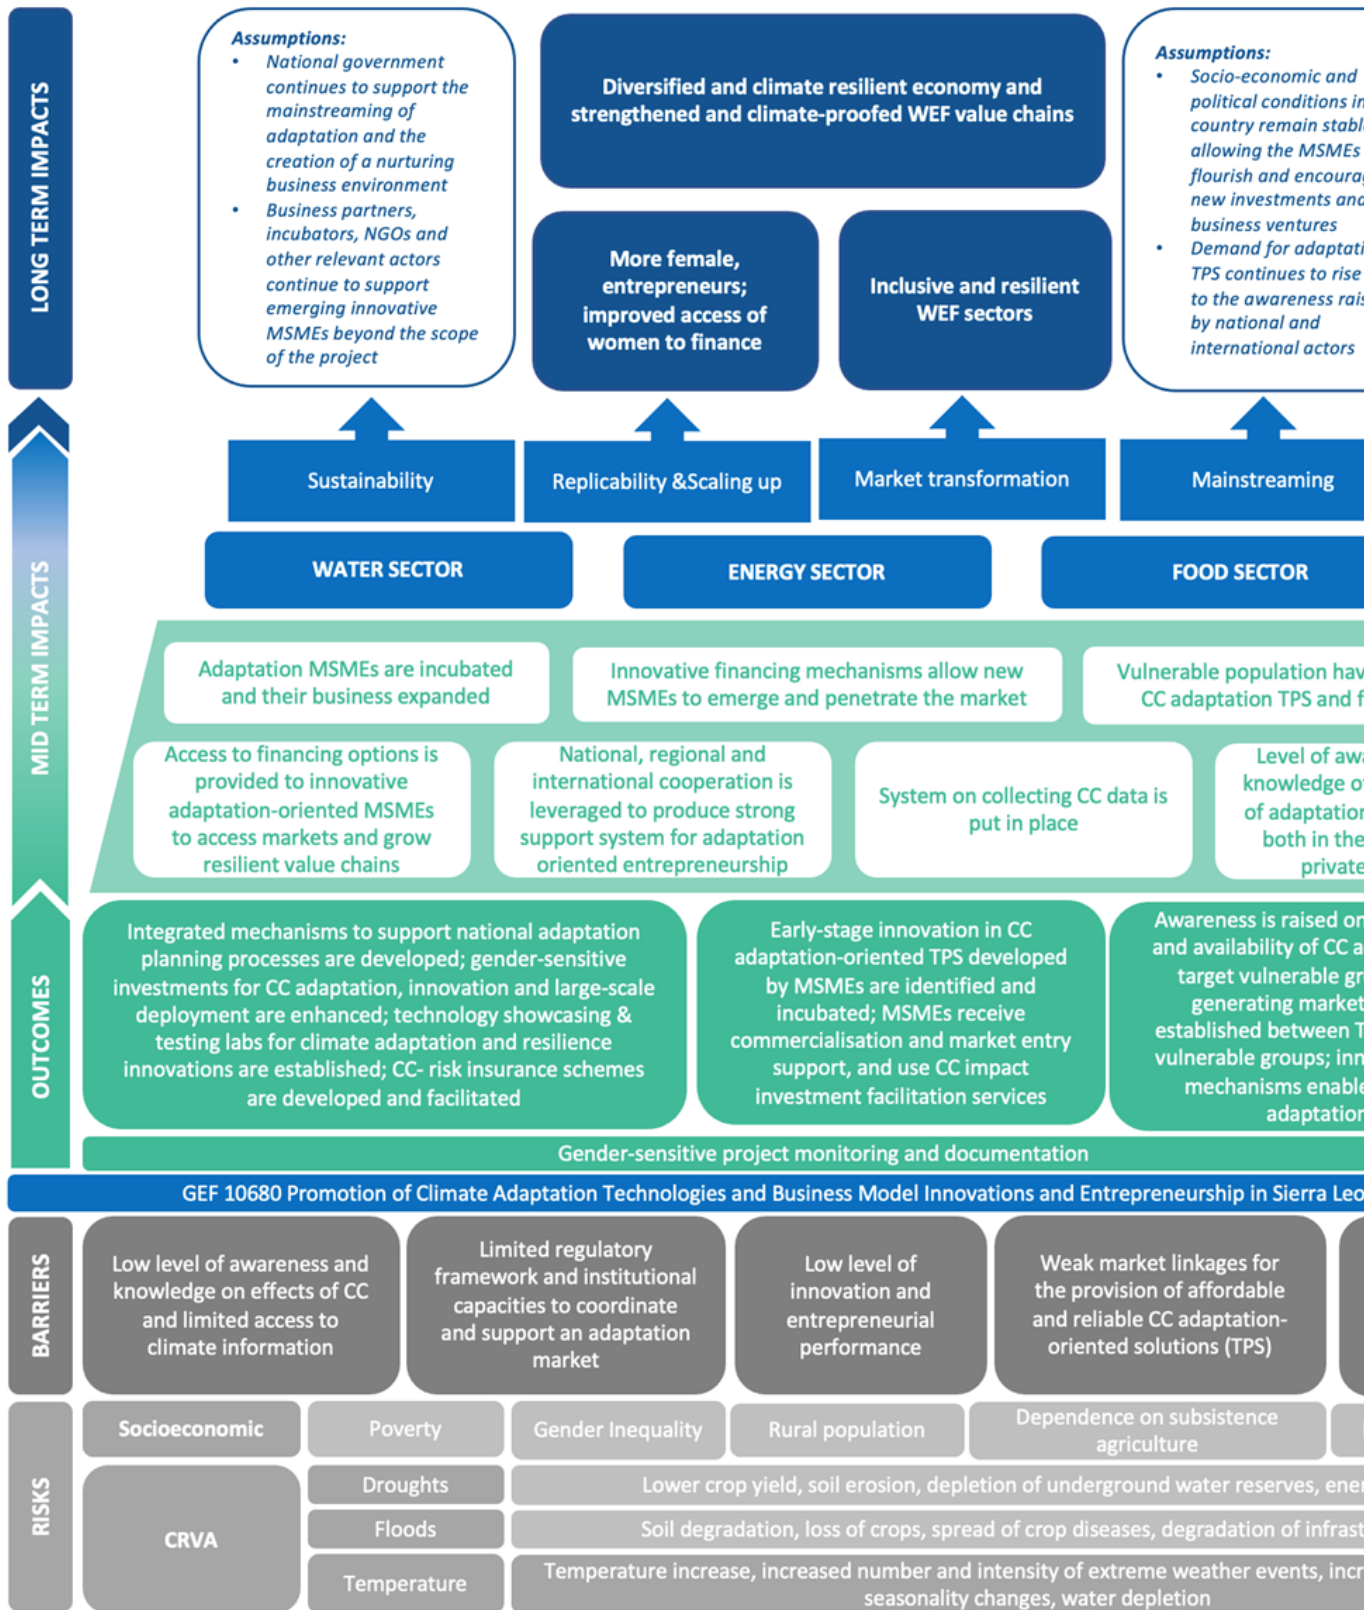 LONG TERM IMPACTS
Assumptions:
• National government
continues to support the
mainstreaming of
adaptation and the
creation of a nurturing
business environment
• Business partners,
incubators, NGOs and
other relevant actors
continue to support
emerging innovative
MSMEs beyond the scope
of the project
Diversified and climate resilient economy and
strengthened and climate-proofed WEF value chains
More female,
entrepreneurs;
improved access of
women to finance
Inclusive and resilient
WEF sectors
Assumptions:
• Socio-economic and
political conditions in
country remain stable
allowing the MSMEs
flourish and encourag
new investments and
business ventures
• Demand for adaptati
TPS continues to rise
to the awareness rais
by national and
international actors
MID TERM IMPACTS
Sustainability
Replicability &Scaling up
Market transformation
Mainstreaming
WATER SECTOR
ENERGY SECTOR
FOOD SECTOR
Adaptation MSMEs are incubated
and their business expanded
Innovative financing mechanisms allow new
MSMEs to emerge and penetrate the market
Vulnerable population hav
CC adaptation TPS and f
Access to financing options is
provided to innovative
adaptation-oriented MSMEs
to access markets and grow
resilient value chains
National, regional and
international cooperation is
leveraged to produce strong
support system for adaptation
oriented entrepreneurship
System on collecting CC data is
put in place
Level of awa
knowledge of
of adaptation
both in the
private
OUTCOMES
Integrated mechanisms to support national adaptation
planning processes are developed; gender-sensitive
investments for CC adaptation, innovation and large-scale
deployment are enhanced; technology showcasing &
testing labs for climate adaptation and resilience
innovations are established; CC- risk insurance schemes
are developed and facilitated
Early-stage innovation in CC
adaptation-oriented TPS developed
by MSMEs are identified and
incubated; MSMEs receive
commercialisation and market entry
support, and use CC impact
investment facilitation services
Awareness is raised on
and availability of CC a
target vulnerable gr
generating market
established between T
vulnerable groups; inn
mechanisms enable
adaptation
Gender-sensitive project monitoring and documentation
GEF 10680 Promotion of Climate Adaptation Technologies and Business Model Innovations and Entrepreneurship in Sierra Leo
BARRIERS
Low level of awareness and
knowledge on effects of CC
and limited access to
climate information
Limited regulatory
framework and institutional
capacities to coordinate
and support an adaptation
market
Low level of
innovation and
entrepreneurial
performance
Weak market linkages for
the provision of affordable
and reliable CC adaptation-
oriented solutions (TPS)
RISKS
Socioeconomic
Poverty
Gender Inequality
Rural population
Dependence on subsistence
agriculture
CRVA
Droughts
Lower crop yield, soil erosion, depletion of underground water reserves, ener
Floods
Soil degradation, loss of crops, spread of crop diseases, degradation of infrast
Temperature
Temperature increase, increased number and intensity of extreme weather events, incr
seasonality changes, water depletion